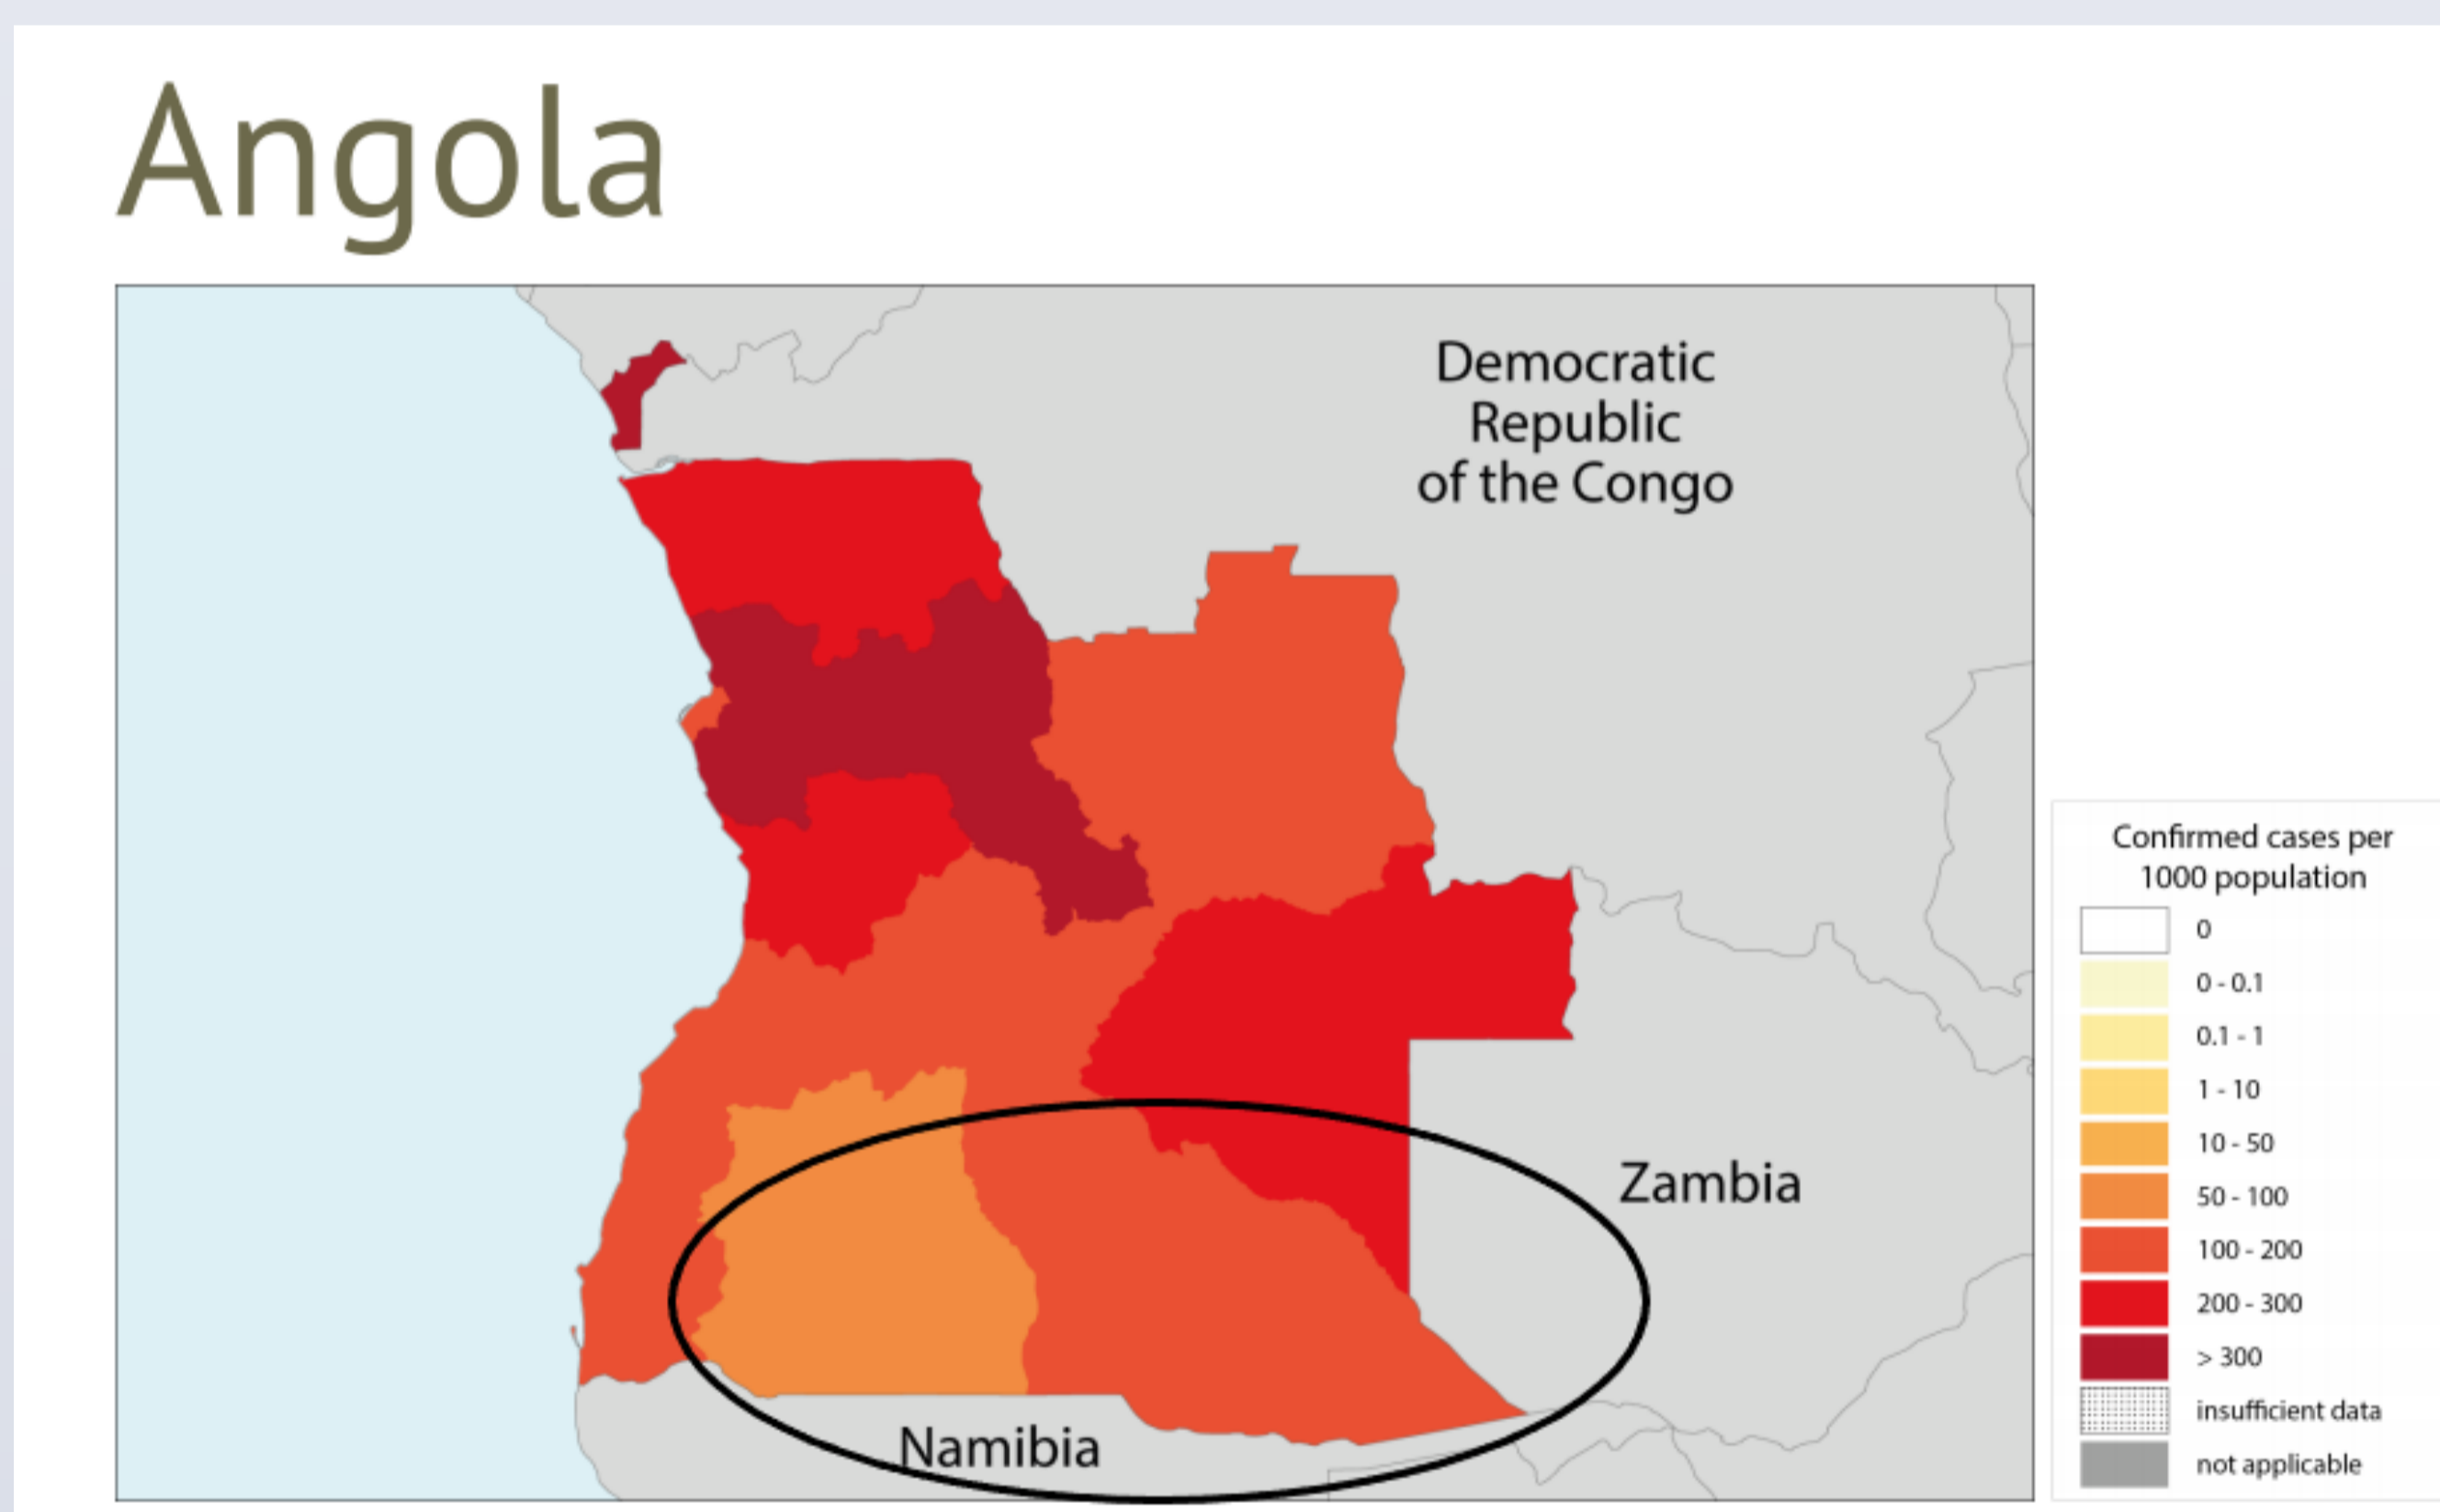 Angola
Democratic
Republic
of the Congo
Zambia
Namibia
Confirmed cases per
1000 population
0
0 - 0.1
0.1 - 1
1 - 10
10 - 50
50 - 100
100 - 200
200 - 300
> 300
insufficient data
not applicable